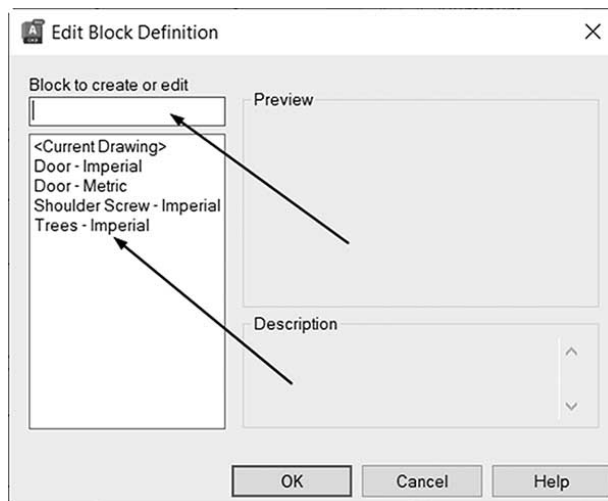 Edit Block Definition
Block to create or edit
Preview
<Current Drawing>
Door - Imperial
Door - Metric
Shoulder Screw - Imperial
Trees - Imperial
Description
OK
Cancel
Help